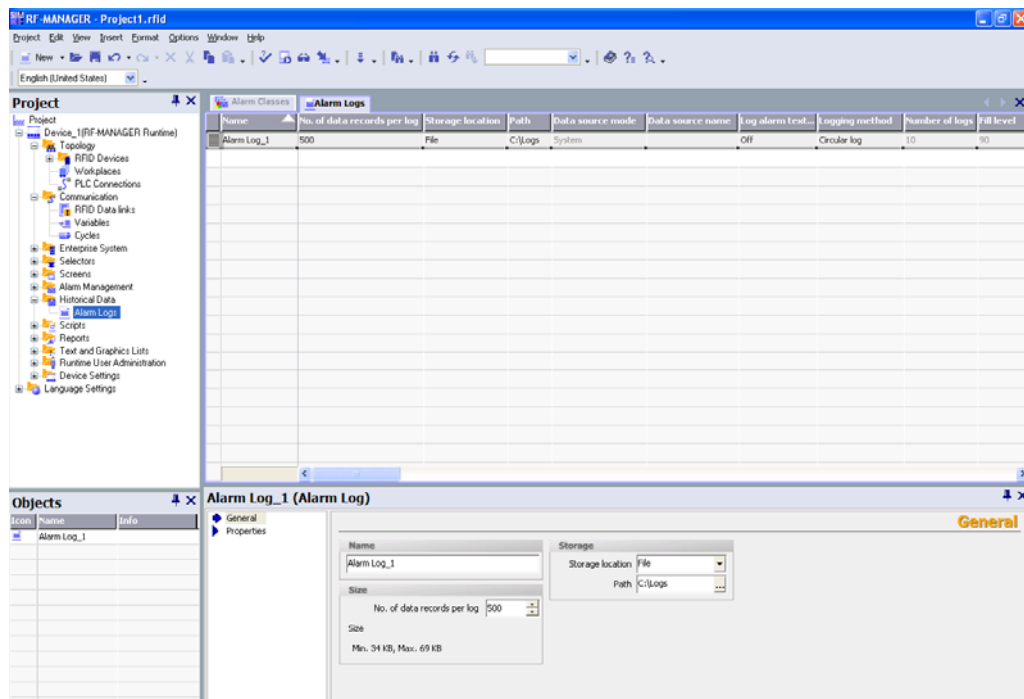 RF-MANAGER - Project1.rfid
Project Edit View Insert Format Options Window Help
New
English (United States)
Project
Project
Device_1(RF-MANAGER Runtime)
Topology
RFID Devices
Workplaces
PLC Connections
Communication
RFID Data links
Variables
Cycles
Enterprise System
Selectors
Screens
Alarm Management
Historical Data
Alarm Logs
Scripts
Reports
Text and Graphics Lists
Runtime User Administration
Device Settings
Language Settings
Alarm Classes Alarm Logs
Name No. of data records per log Storage location Path Data source mode Data source name Log alarm text... Logging method Number of logs Fill level
Alarm Log_1 500 File C:\Logs System Off Circular log 10 90
Objects
Icon Name Info
Alarm Log_1
Alarm Log_1 (Alarm Log)
General
Properties
General
Name
Alarm Log_1
Size
No. of data records per log 500
Size
Min. 34 KB, Max. 69 KB
Storage
Storage location File
Path C:\Logs